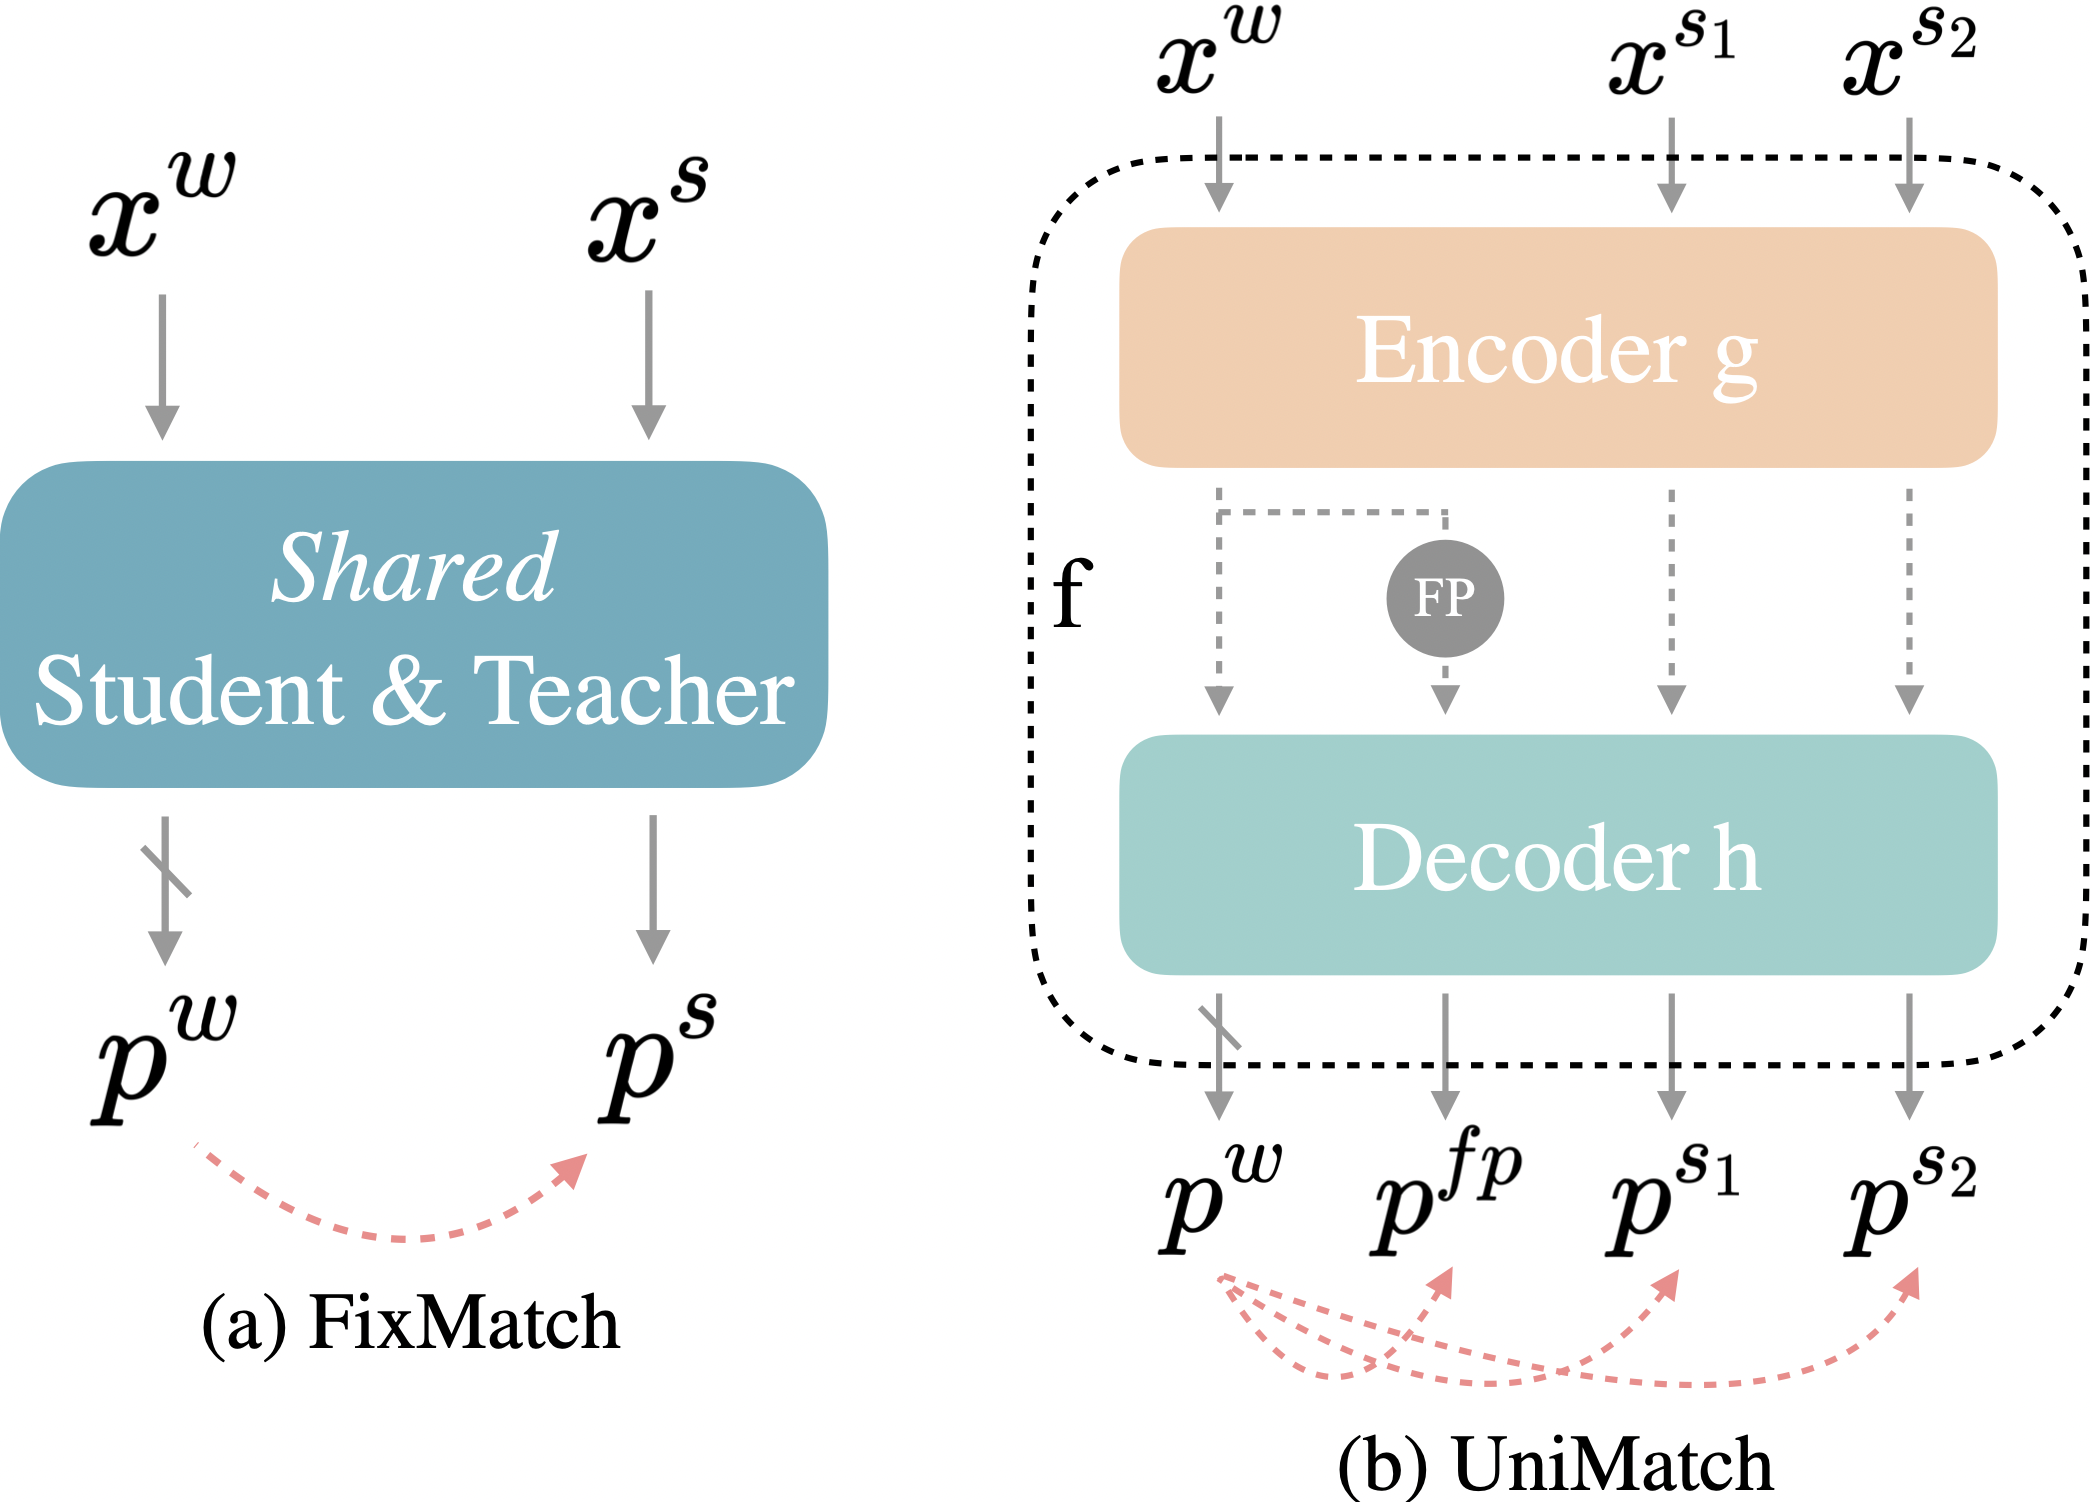 x^w x^s
Shared
Student & Teacher
p^w p^s
(a) FixMatch
x^w x^{s_1} x^{s_2}
Encoder g
f
FP
Decoder h
p^w p^{fp} p^{s_1} p^{s_2}
(b) UniMatch